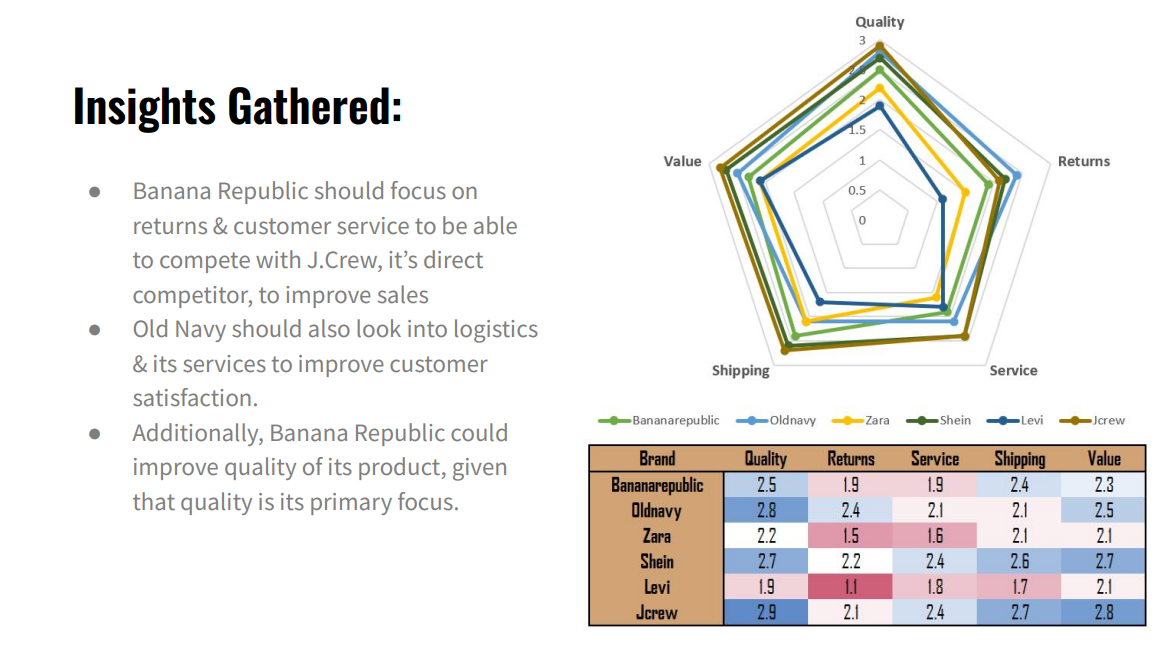 Insights Gathered:
● Banana Republic should focus on
returns & customer service to be able
to compete with J.Crew, it’s direct
competitor, to improve sales
● Old Navy should also look into logistics
& its services to improve customer
satisfaction.
● Additionally, Banana Republic could
improve quality of its product, given
that quality is its primary focus.
Quality
3
2
1.5
1
0.5
0
Value
Returns
Shipping
Service
Bananarepublic Oldnavy Zara Shein Levi Jcrew
Brand Quality Returns Service Shipping Value
Bananarepublic 2.5 1.9 1.9 2.4 2.3
Oldnavy 2.8 2.4 2.1 2.1 2.5
Zara 2.2 1.5 1.6 2.1 2.1
Shein 2.7 2.2 2.4 2.6 2.7
Levi 1.9 1.1 1.8 1.7 2.1
Jcrew 2.9 2.1 2.4 2.7 2.8